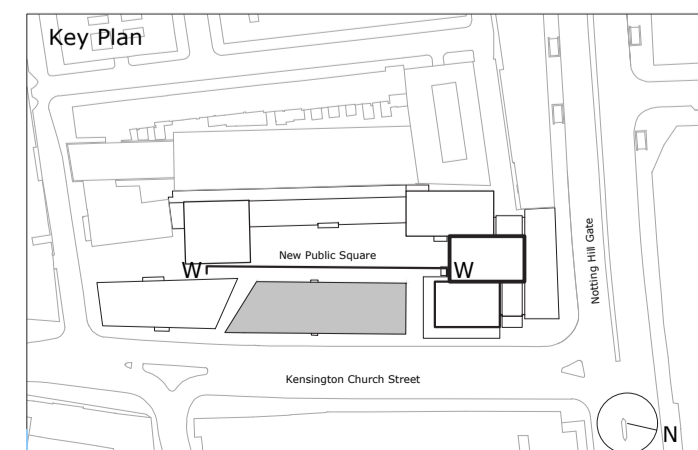 Key Plan
Notting Hill Gate
New Public Square
W
W
Kensington Church Street
N